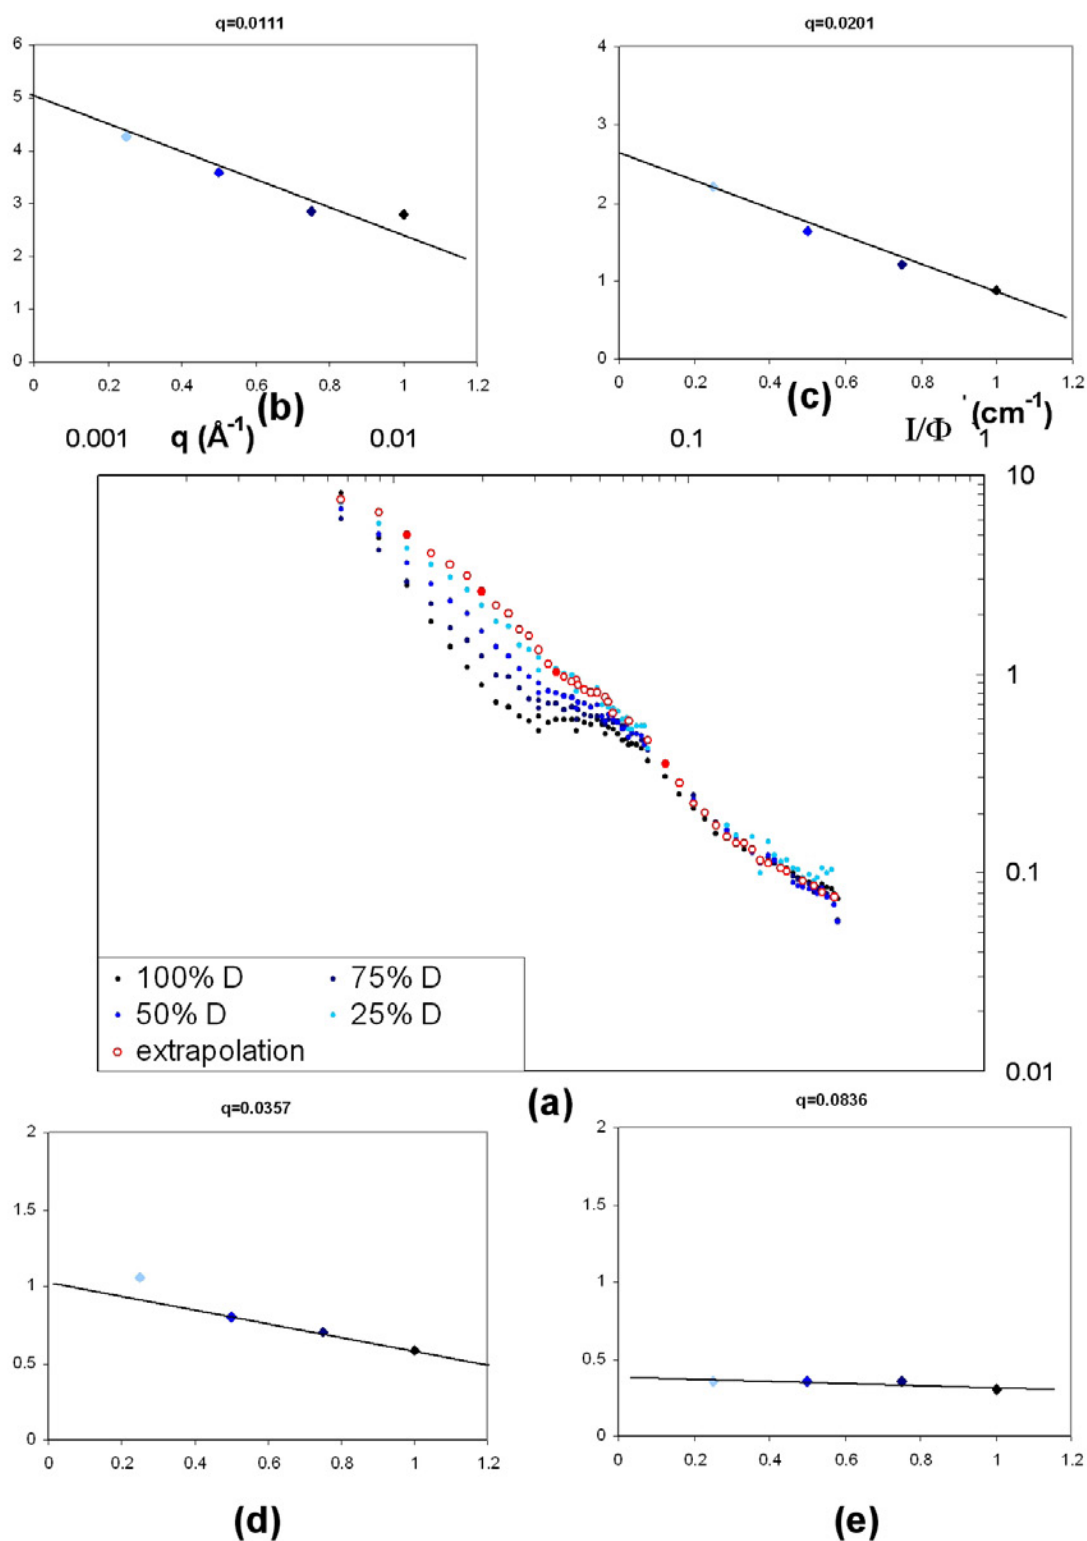 q=0.0111
q=0.0201
6
5
4
3
2
1
0
0 0.2 0.4 0.6 0.8 1 1.2
4
3
2
1
0
0 0.2 0.4 0.6 0.8 1 1.2
(b)
(c)
0.001 q (Å-1) 0.01 0.1 I/Φ ' (cm-1) 1
10
1
0.1
0.01
100% D
75% D
50% D
25% D
extrapolation
(a)
q=0.0357
q=0.0836
2
1.5
1
0.5
0
0 0.2 0.4 0.6 0.8 1 1.2
2
1.5
1
0.5
0
0 0.2 0.4 0.6 0.8 1 1.2
(d)
(e)